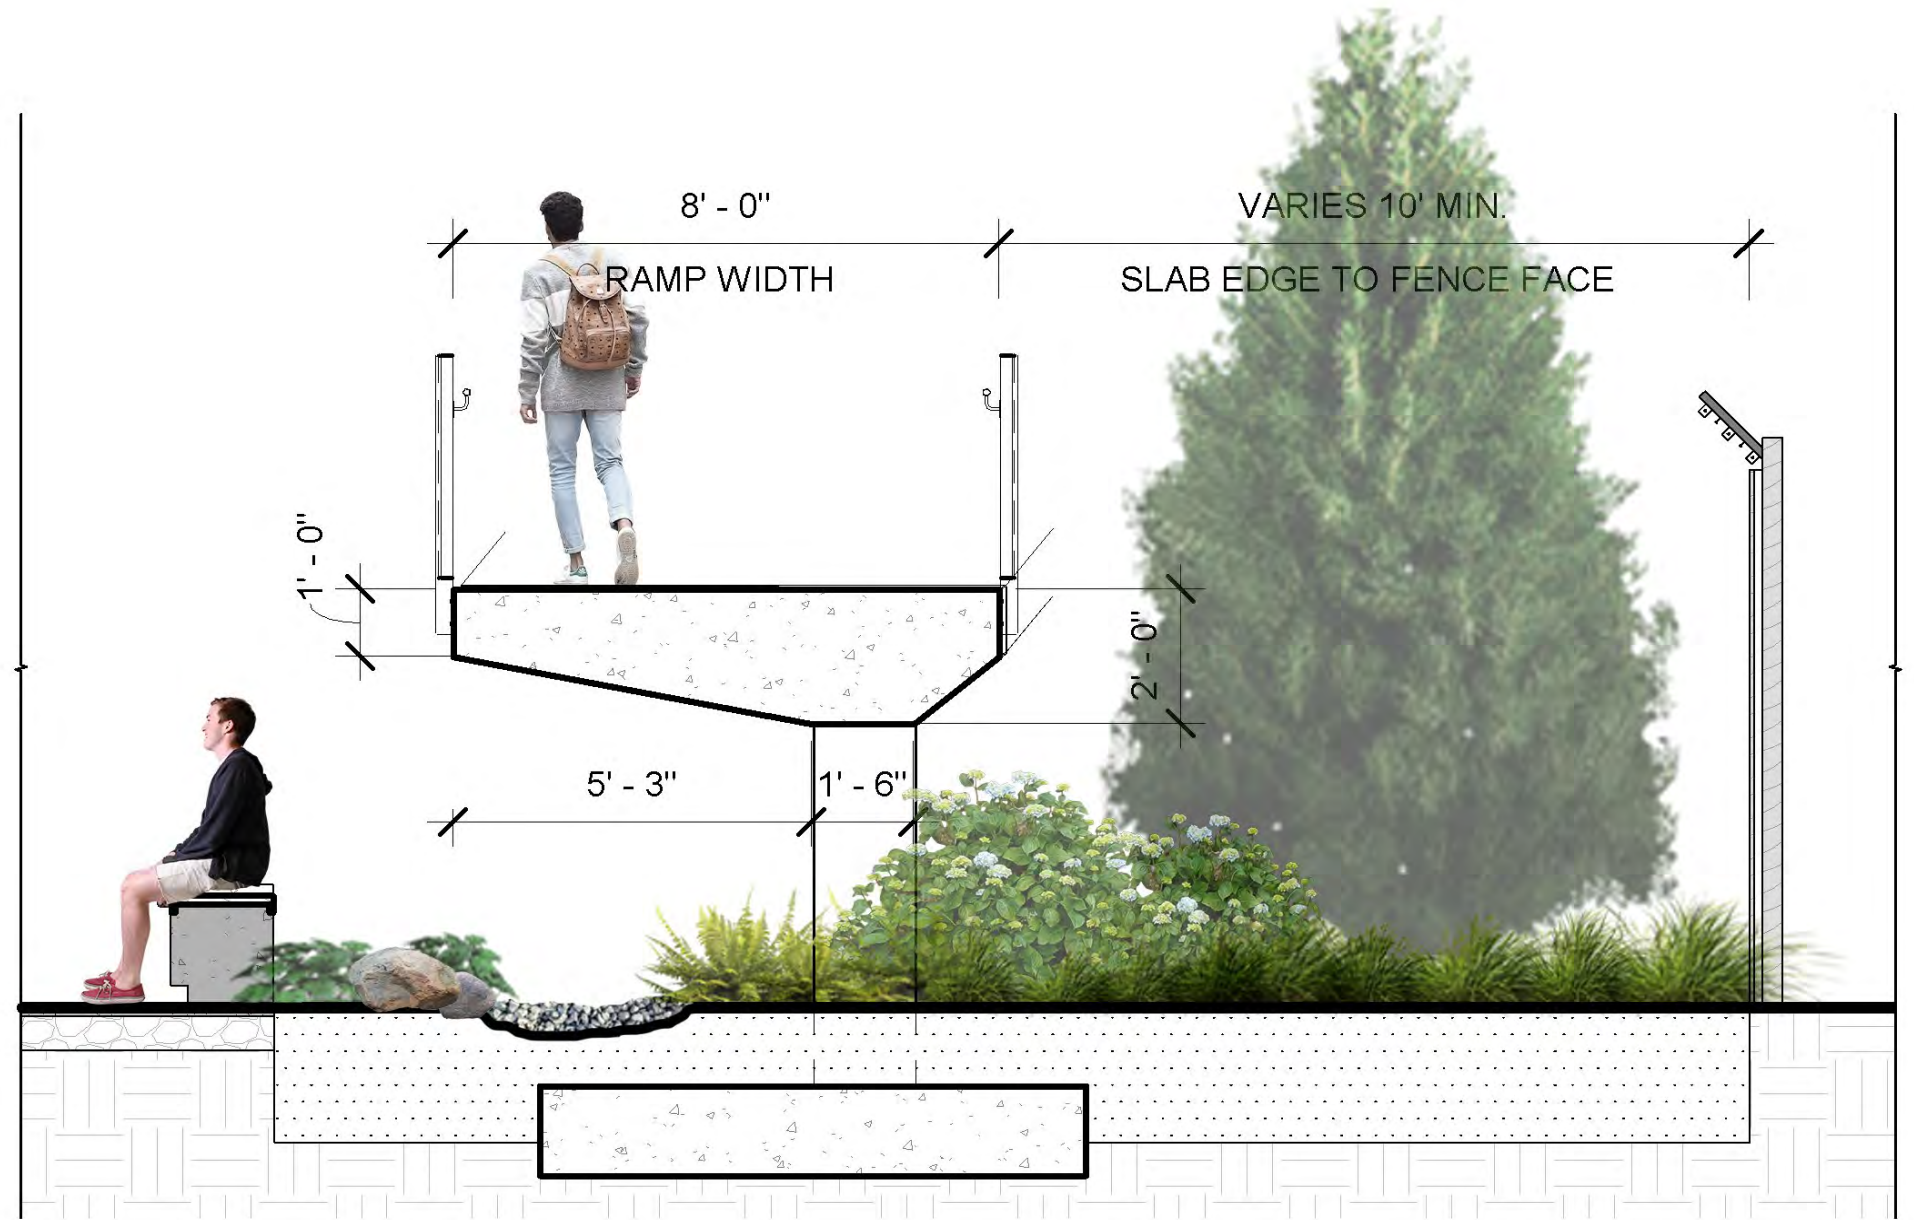 8' - 0"
VARIES 10' MIN.
RAMP WIDTH
SLAB EDGE TO FENCE FACE
1' - 0"
2' - 0"
5' - 3"
1' - 6"